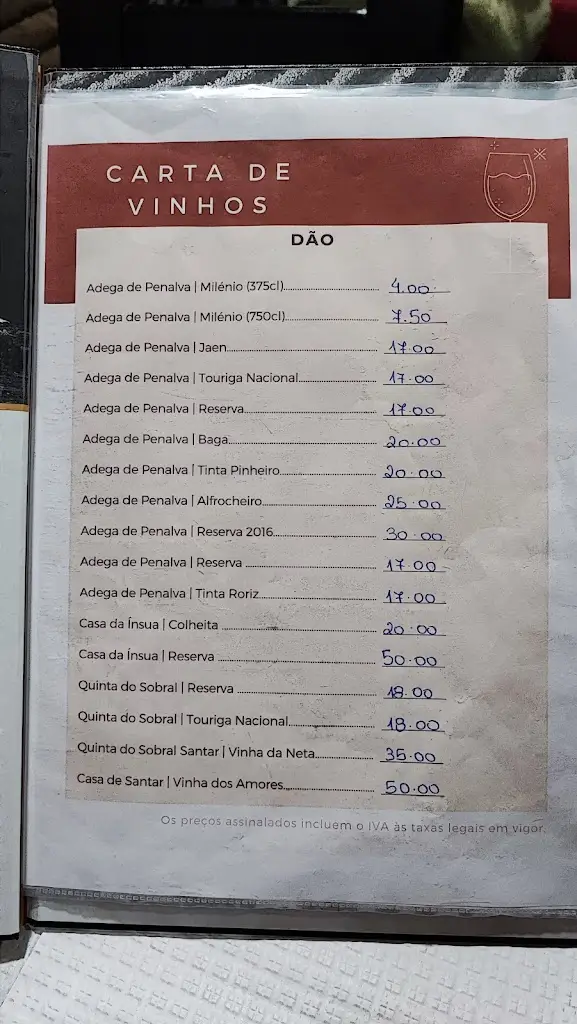 CARTA DE
VINHOS
DÃO
Adega de Penalva | Milénio (375cl)........ 4.00
Adega de Penalva | Milénio (750cl)........ 7.50
Adega de Penalva | Jaen........ 17.00
Adega de Penalva | Touriga Nacional........ 17.00
Adega de Penalva | Reserva........ 17.00
Adega de Penalva | Baga........ 20.00
Adega de Penalva | Tinta Pinheiro........ 20.00
Adega de Penalva | Alfrocheiro........ 25.00
Adega de Penalva | Reserva 2016........ 30.00
Adega de Penalva | Reserva ........ 17.00
Adega de Penalva | Tinta Roriz........ 17.00
Casa da Ínsua | Colheita ........ 20.00
Casa da Ínsua | Reserva ........ 50.00
Quinta do Sobral | Reserva ........ 18.00
Quinta do Sobral | Touriga Nacional........ 18.00
Quinta do Sobral Santar | Vinha da Neta........ 35.00
Casa de Santar | Vinha dos Amores........ 50.00
Os preços assinalados incluem o IVA às taxas legais em vigor.